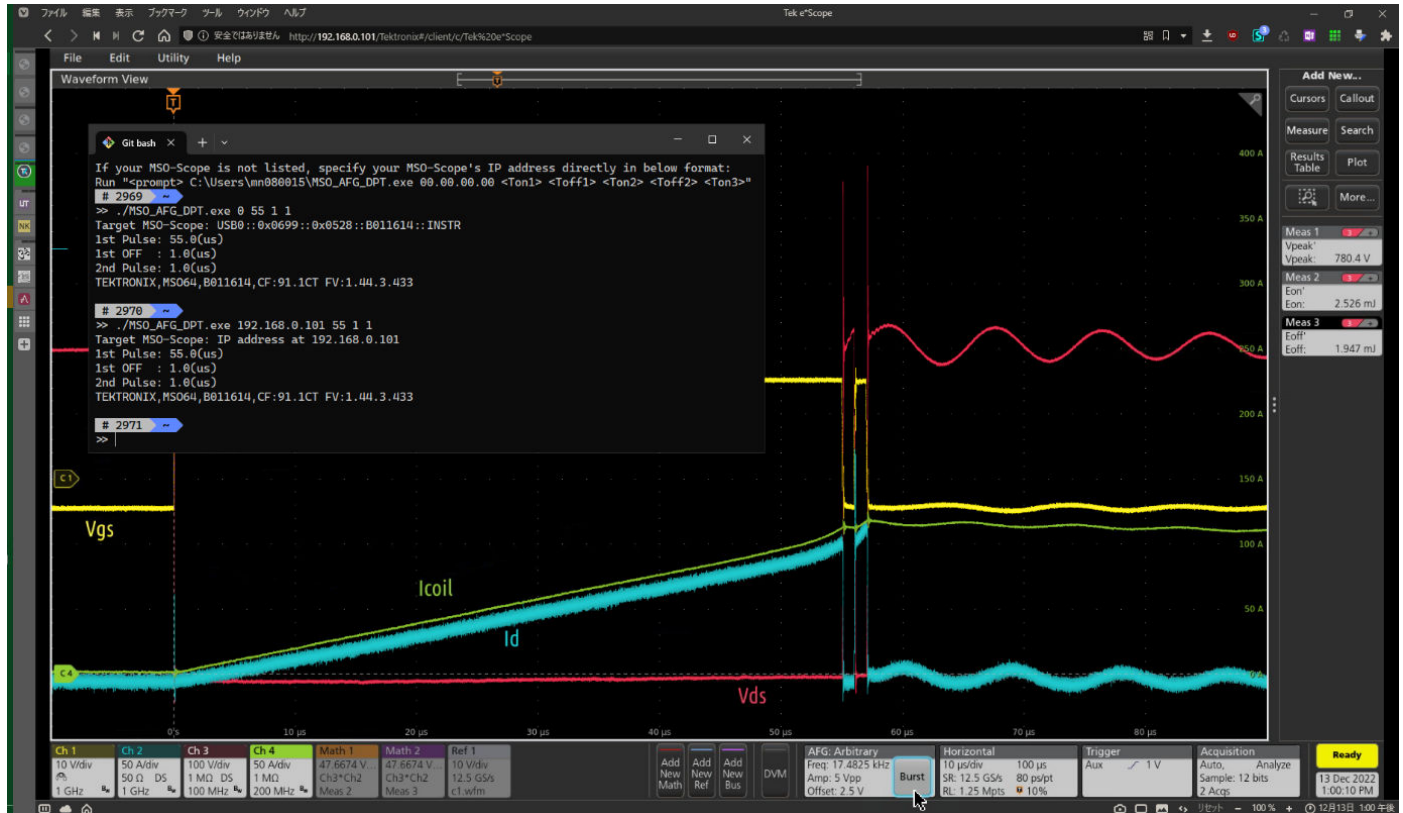 ファイル 編集 表示 ブックマーク ツール ウィンドウ ヘルプ
Tek e*Scope
安全ではありません http://192.168.0.101/Tektronix#/client/c/Tek%20e*Scope
File Edit Utility Help
Waveform View
Git bash
If your MSO-Scope is not listed, specify your MSO-Scope's IP address directly in below format:
Run "<prompt> C:\Users\mn080015\MSO_AFG_DPT.exe 00.00.00.00 <Ton1> <Toff1> <Ton2> <Toff2> <Ton3>"
# 2969 ~
>> ./MSO_AFG_DPT.exe 0 55 1 1
Target MSO-Scope: USB0::0x0699::0x0528::B011614::INSTR
1st Pulse: 55.0(us)
1st OFF  : 1.0(us)
2nd Pulse: 1.0(us)
TEKTRONIX,MSO64,B011614,CF:91.1CT FV:1.44.3.433
# 2970 ~
>> ./MSO_AFG_DPT.exe 192.168.0.101 55 1 1
Target MSO-Scope: IP address at 192.168.0.101
1st Pulse: 55.0(us)
1st OFF  : 1.0(us)
2nd Pulse: 1.0(us)
TEKTRONIX,MSO64,B011614,CF:91.1CT FV:1.44.3.433
# 2971 ~
>>
T
400 A
350 A
300 A
250 A
200 A
150 A
100 A
50 A
C1
C4
Vgs
Icoil
Id
Vds
0 s
10 µs
20 µs
30 µs
40 µs
50 µs
60 µs
70 µs
80 µs
Add New...
Cursors Callout
Measure Search
Results Table Plot
More...
Meas 1
Vpeak'
Vpeak: 780.4 V
Meas 2
Eon'
Eon: 2.526 mJ
Meas 3
Eoff'
Eoff: 1.947 mJ
Ch 1
10 V/div
1 GHz
Ch 2
50 A/div
50 Ω DS
1 GHz
Ch 3
100 V/div
1 MΩ DS
100 MHz
Ch 4
50 A/div
1 MΩ
200 MHz
Math 1
47.6674 V...
Ch3*Ch2
Meas 2
Math 2
47.6674 V...
Ch3*Ch2
Meas 3
Ref 1
10 V/div
12.5 GS/s
c1.wfm
Add New Math
Add New Ref
Add New Bus
DVM
AFG: Arbitrary
Freq: 17.4825 kHz
Amp: 5 Vpp
Offset: 2.5 V
Burst
Horizontal
10 µs/div 100 µs
SR: 12.5 GS/s 80 ps/pt
RL: 1.25 Mpts 10%
Trigger
Aux 1 V
Acquisition
Auto, Analyze
Sample: 12 bits
2 Acqs
Ready
13 Dec 2022
1:00:10 PM
リセット 100 %
12月13日 1:00 午後